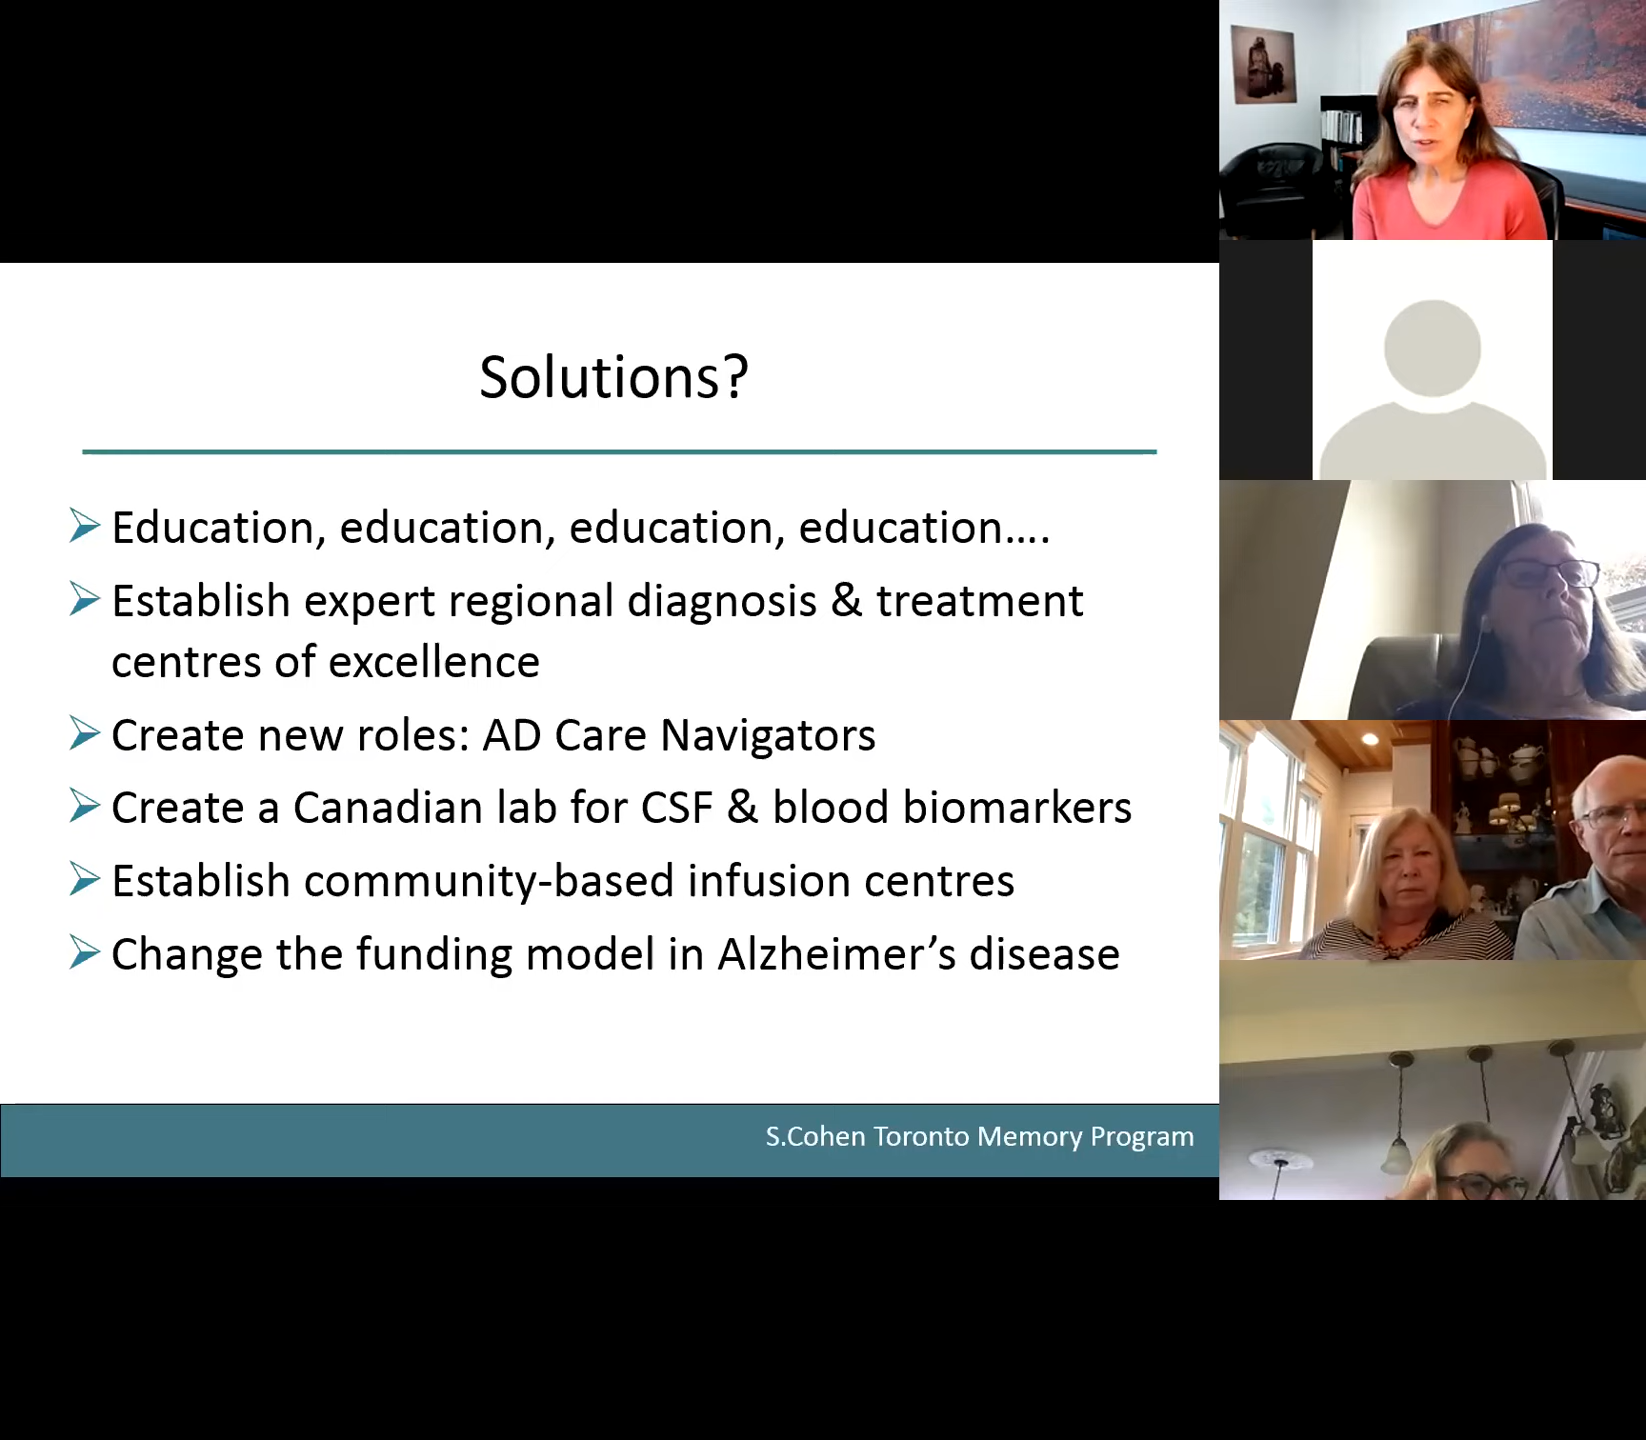 Solutions?
Education, education, education, education....
Establish expert regional diagnosis & treatment
centres of excellence
Create new roles: AD Care Navigators
Create a Canadian lab for CSF & blood biomarkers
Establish community-based infusion centres
Change the funding model in Alzheimer’s disease
S.Cohen Toronto Memory Program